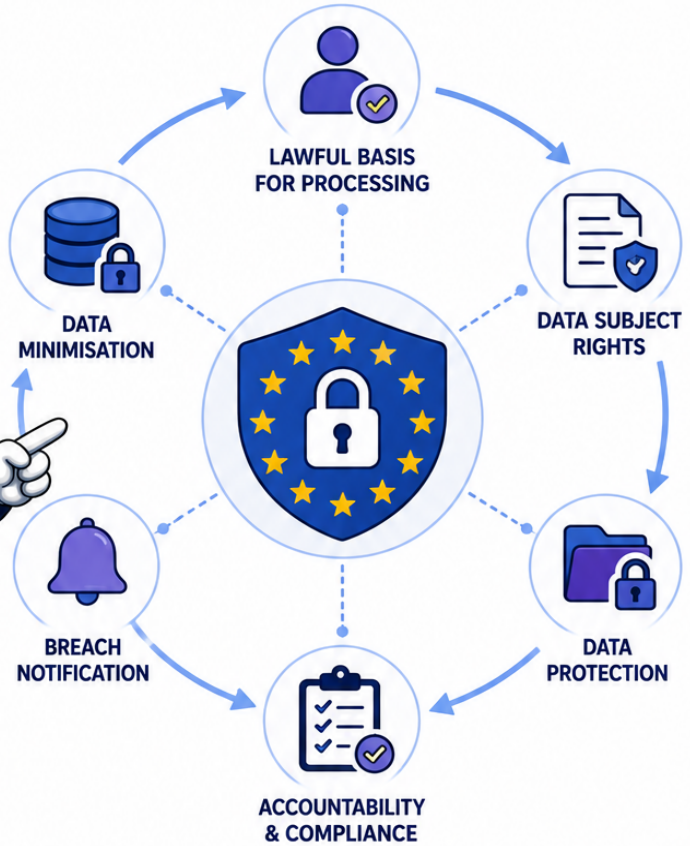 LAWFUL BASIS
FOR PROCESSING
DATA SUBJECT
RIGHTS
DATA
PROTECTION
ACCOUNTABILITY
& COMPLIANCE
BREACH
NOTIFICATION
DATA
MINIMISATION